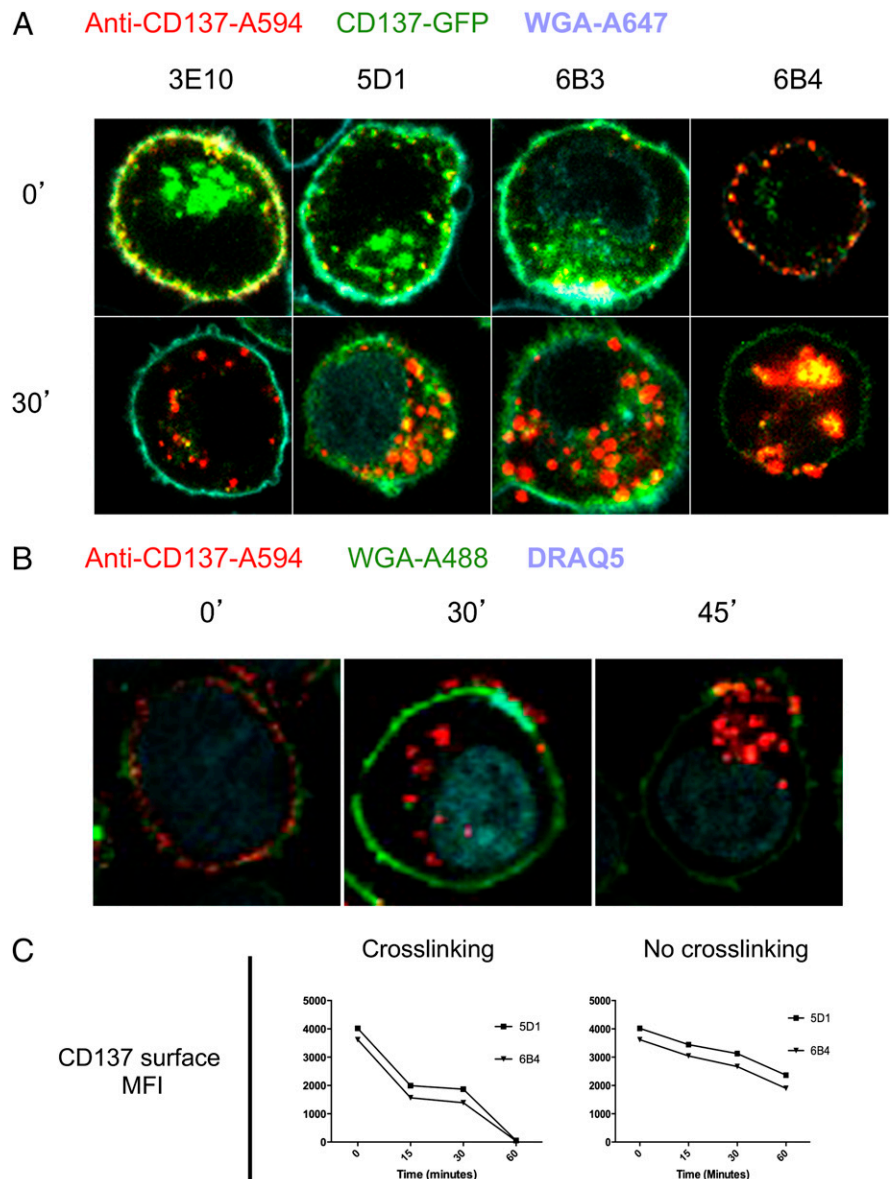 A Anti-CD137-A594 CD137-GFP WGA-A647
3E10 5D1 6B3 6B4
0'
30'
B Anti-CD137-A594 WGA-A488 DRAQ5
0' 30' 45'
C Crosslinking No crosslinking
CD137 surface
MFI
5000
4000
3000
2000
1000
0
0 15 30 60
Time (minutes)
5D1
6B4
5000
4000
3000
2000
1000
0
0 15 30 60
Time (Minutes)
5D1
6B4